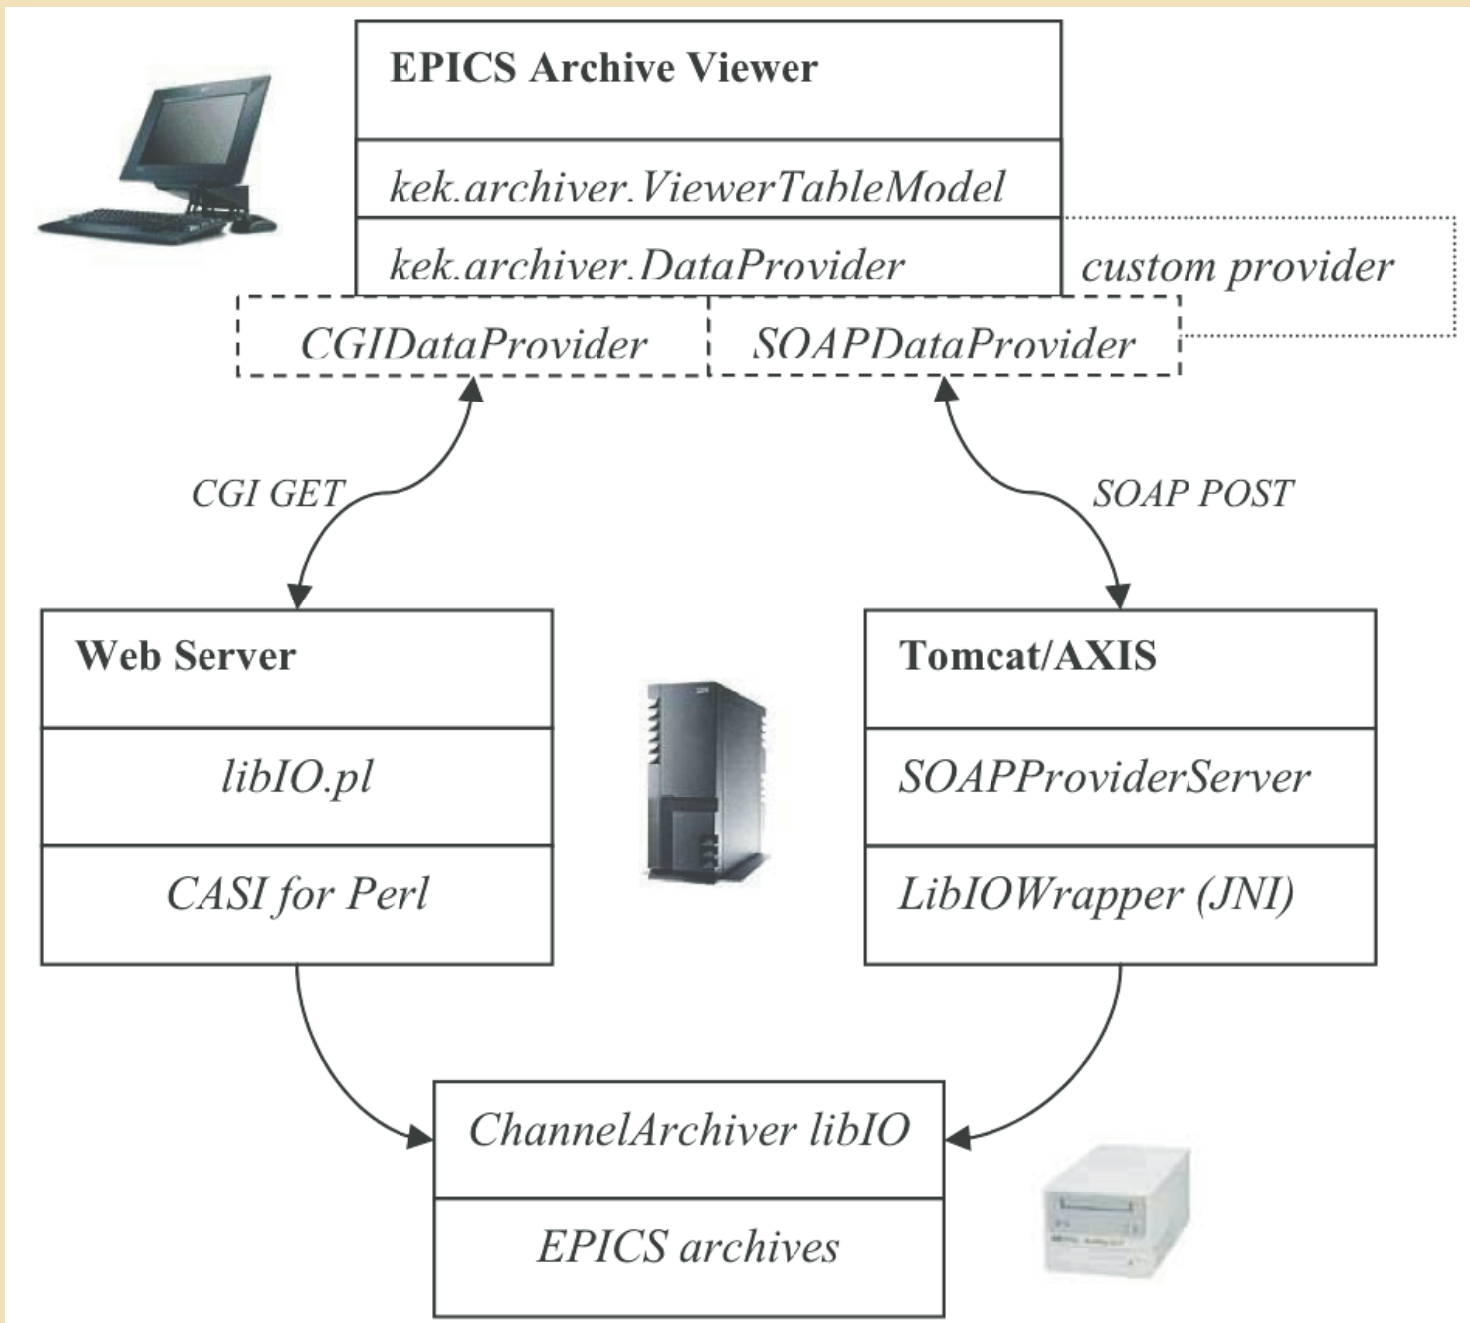 EPICS Archive Viewer
kek.archiver.ViewerTableModel
kek.archiver.DataProvider
custom provider
CGIDataProvider
SOAPDataProvider
CGI GET
SOAP POST
Web Server
Tomcat/AXIS
libIO.pl
SOAPProviderServer
CASI for Perl
LibIOWrapper (JNI)
ChannelArchiver libIO
EPICS archives